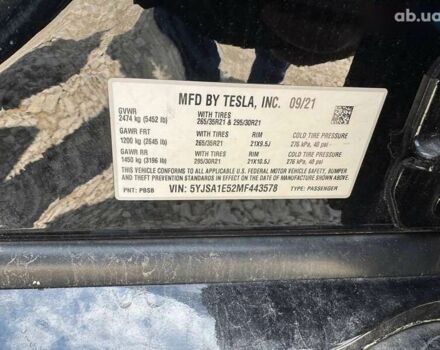 ab.ua
MFD BY TESLA, INC. 09/21
GVWR
2474 kg (5452 lb) WITH TIRES 265/35R21 & 295/30R21
GAWR FRT WITH TIRES RIM COLD TIRE PRESSURE
1200 kg (2645 lb) 265/35R21 21X9.5J 276 kPa, 40 psi
GAWR RR WITH TIRES RIM COLD TIRE PRESSURE
1450 kg (3196 lb) 295/30R21 21X10.5J 276 kPa, 40 psi
THIS VEHICLE CONFORMS TO ALL APPLICABLE U.S. FEDERAL MOTOR VEHICLE SAFETY, BUMPER
AND THEFT PREVENTION STANDARDS IN EFFECT ON THE DATE OF MANUFACTURE SHOWN ABOVE.
PNT: PBSB VIN: 5YJSA1E52MF443578 TYPE: PASSENGER